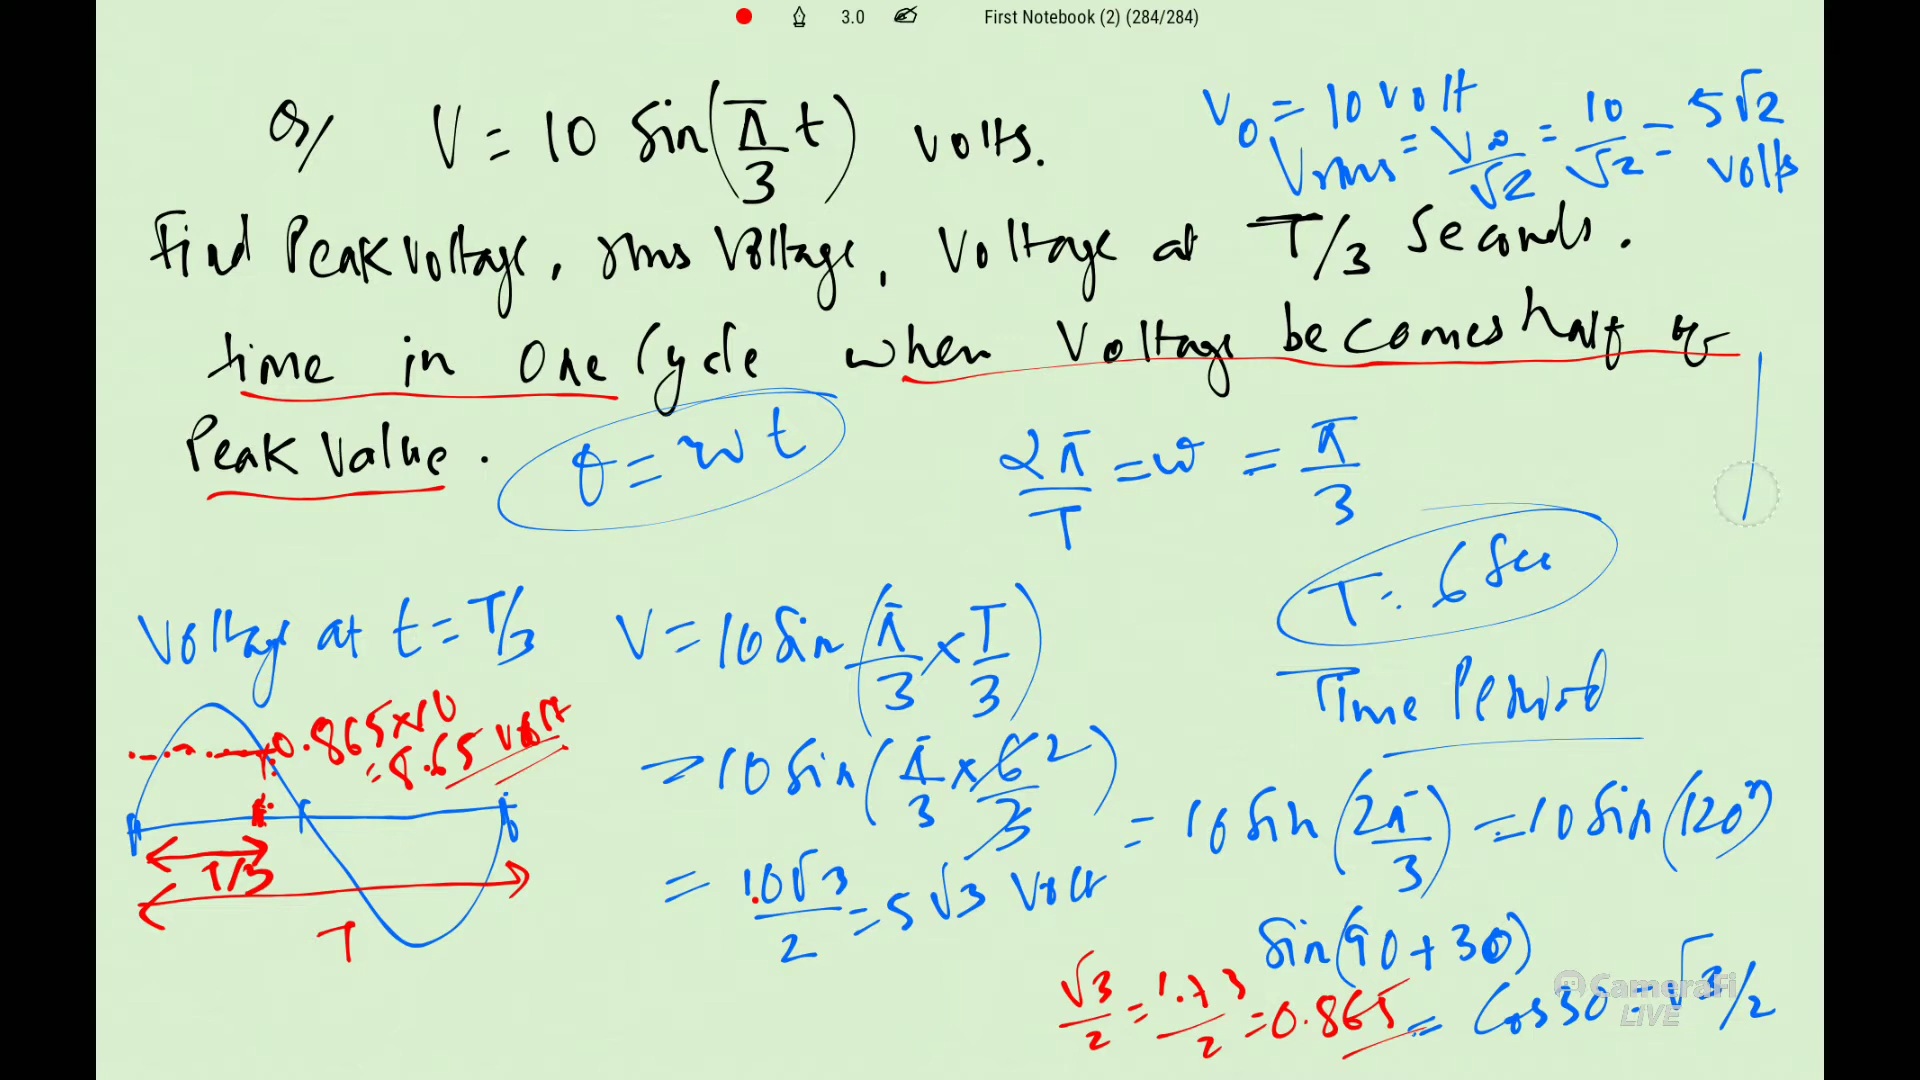 3.0 First Notebook (2) (284/284)
Q/ V = 10 Sin(π/3 t) volts.
V₀ = 10 volt
Vrms = V₀/√2 = 10/√2 = 5√2 volts
Find Peak voltage, rms Voltage, Voltage at T/3 Seconds.
time in One Cycle when Voltage becomes half of
Peak Value.
θ = wt
2π/T = w = π/3
T = 6 Sec
Time Period
Voltage at t = T/3 V = 10 Sin(π/3 × T/3)
= 10 Sin(π/3 × 6/3 2) = 10 Sin(2π/3) = 10 Sin(120°)
= 10√3/2 = 5√3 Volt
Sin(90+30)
= Cos30 = √3/2
√3/2 = 1.73/2 = 0.865
0.865×10
= 8.65 volt
T/3
T
CameraFi
LIVE